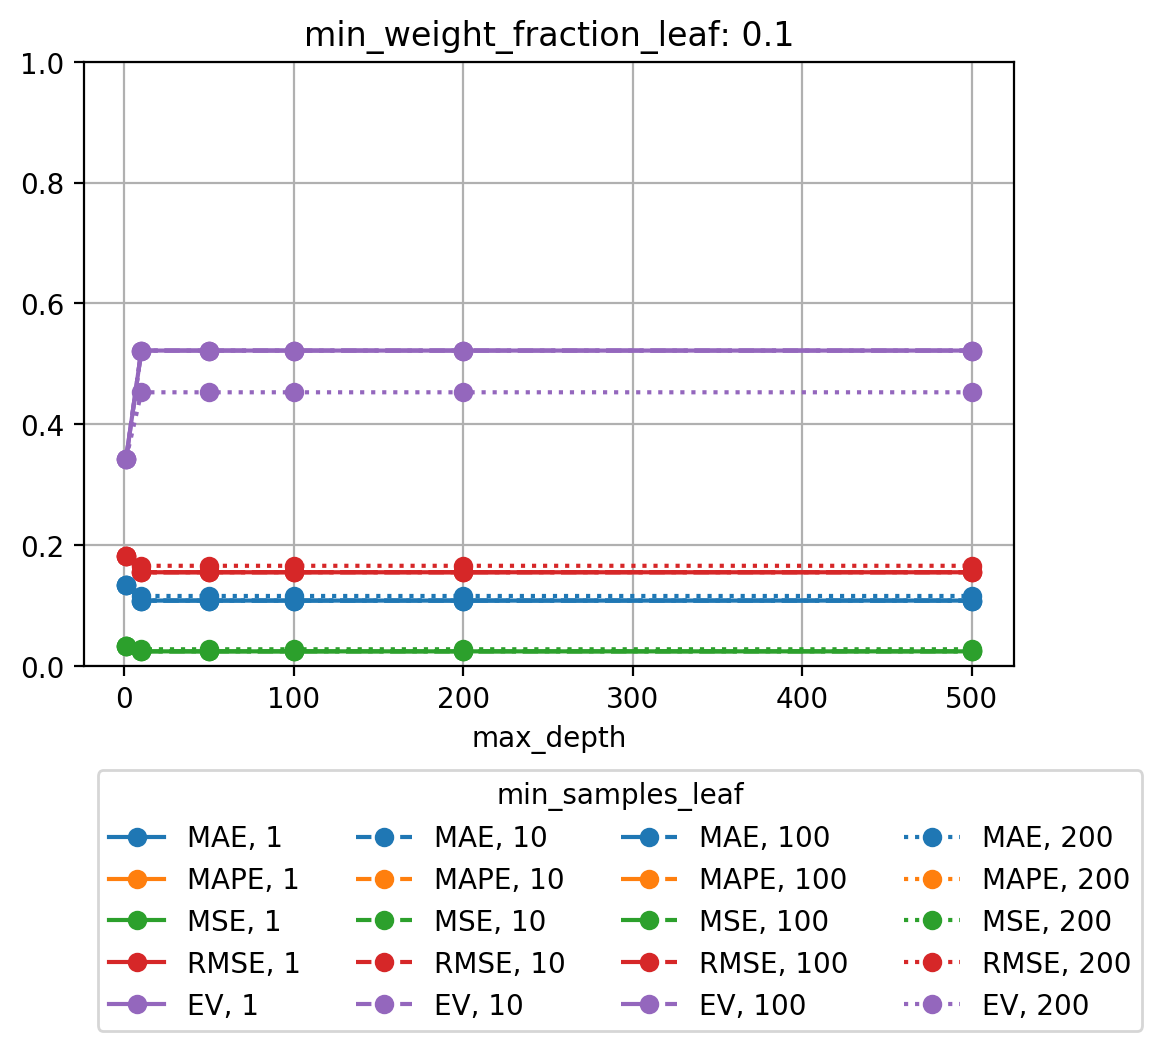 min_weight_fraction_leaf: 0.1
1.0
0.8
0.6
0.4
0.2
0.0
0 100 200 300 400 500
max_depth
min_samples_leaf
MAE, 1 MAE, 10 MAE, 100 MAE, 200
MAPE, 1 MAPE, 10 MAPE, 100 MAPE, 200
MSE, 1 MSE, 10 MSE, 100 MSE, 200
RMSE, 1 RMSE, 10 RMSE, 100 RMSE, 200
EV, 1 EV, 10 EV, 100 EV, 200